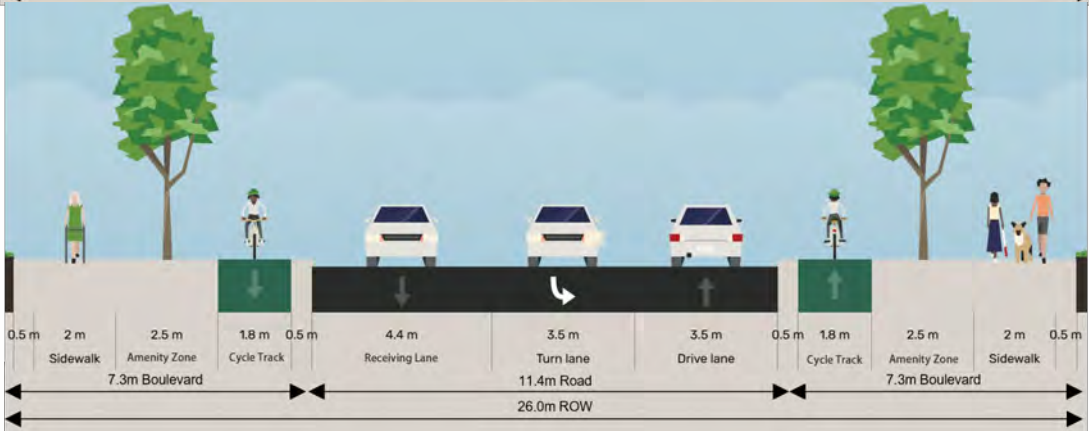 0.5 m 2 m 2.5 m 1.8 m 0.5 m 4.4 m 3.5 m 3.5 m 0.5 m 1.8 m 2.5 m 2 m 0.5 m
Sidewalk Amenity Zone Cycle Track Receiving Lane Turn lane Drive lane Cycle Track Amenity Zone Sidewalk
7.3m Boulevard 11.4m Road 7.3m Boulevard
26.0m ROW